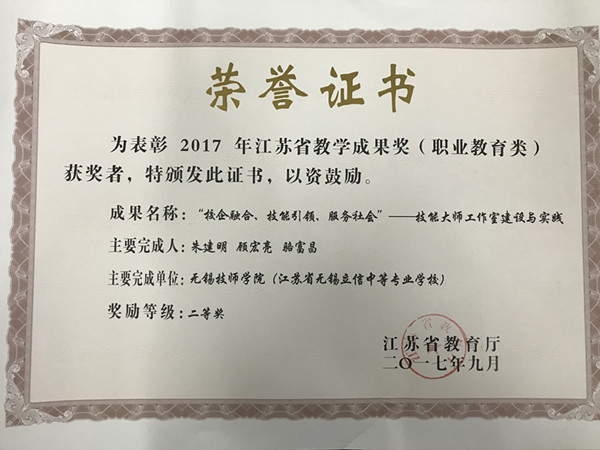 荣誉证书
为表彰 2017 年江苏省教学成果奖（职业教育类）
获奖者，特颁发此证书，以资鼓励。
成果名称：“校企融合、技能引领、服务社会”——技能大师工作室建设与实践
主要完成人：朱建明 顾宏亮 骆富昌
主要完成单位：无锡技师学院（江苏省无锡立信中等专业学校）
奖励等级：二等奖
江苏省教育厅
二〇一七年九月